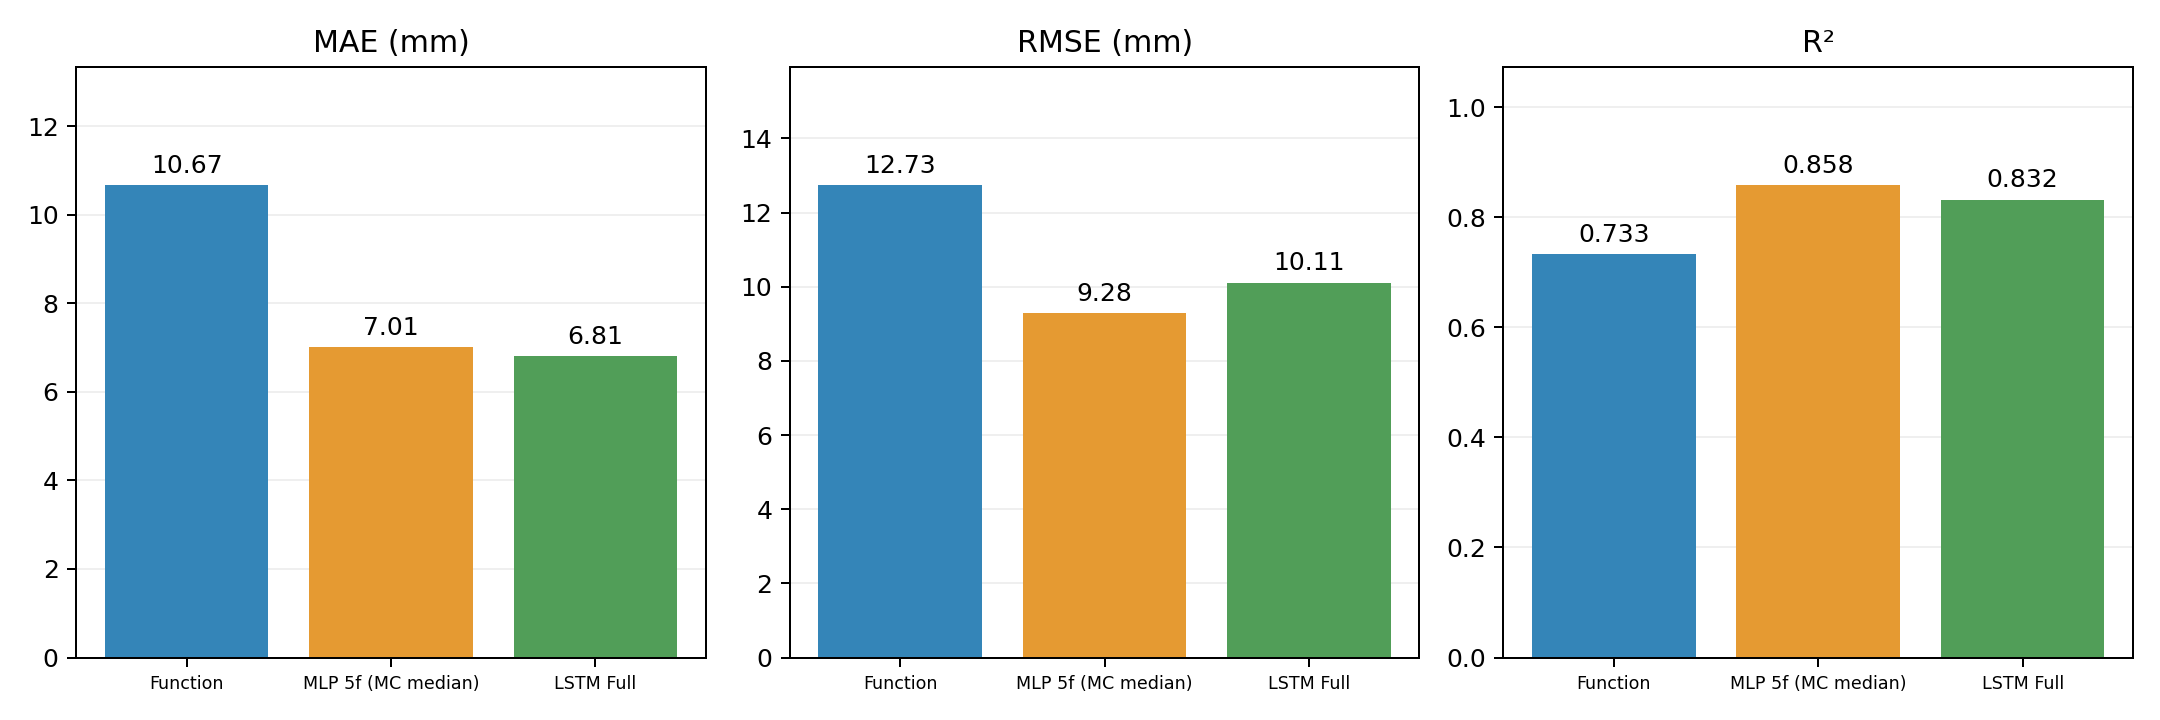 MAE (mm)
12
10
8
6
4
2
0
10.67
7.01
6.81
Function
MLP 5f (MC median)
LSTM Full
RMSE (mm)
14
12
10
8
6
4
2
0
12.73
9.28
10.11
Function
MLP 5f (MC median)
LSTM Full
R²
1.0
0.8
0.6
0.4
0.2
0.0
0.733
0.858
0.832
Function
MLP 5f (MC median)
LSTM Full